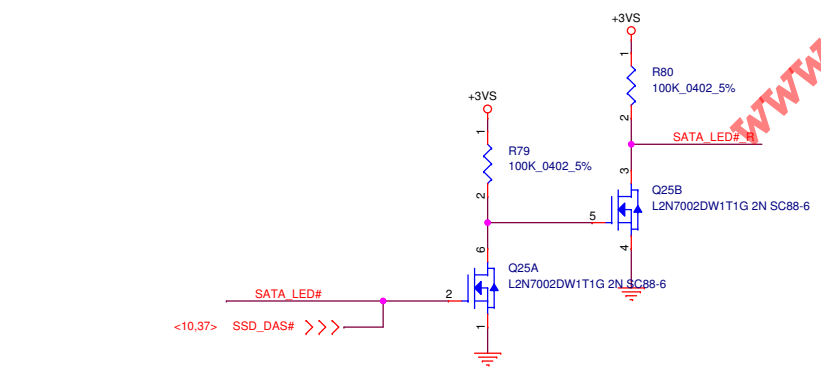 +3VS
1
R80
100K_0402_5%
2
WWW
SATA_LED#_R
+3VS
1
R79
100K_0402_5%
2
3
Q25B
L2N7002DW1T1G 2N SC88-6
5
4
6
Q25A
L2N7002DW1T1G 2N SC88-6
SATA_LED#
2
<10,37> SSD_DAS#
1